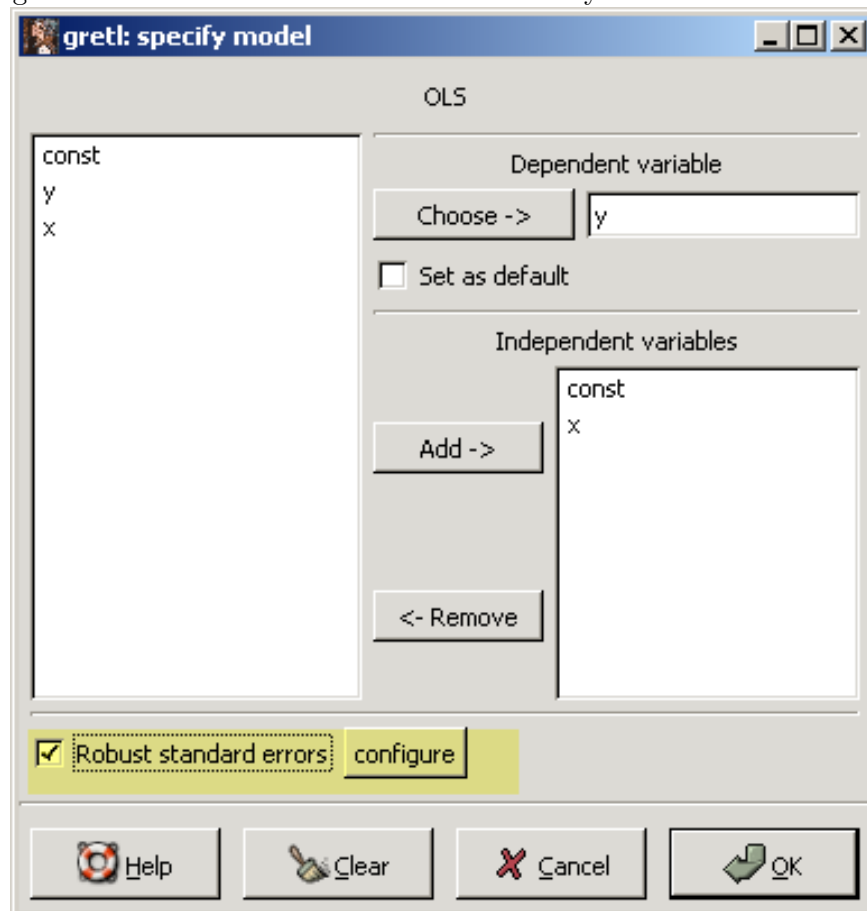 gretl: specify model
OLS
const
y
x
Dependent variable
Choose ->
y
Set as default
Independent variables
const
x
Add ->
<- Remove
Robust standard errors
configure
Help
Clear
Cancel
OK